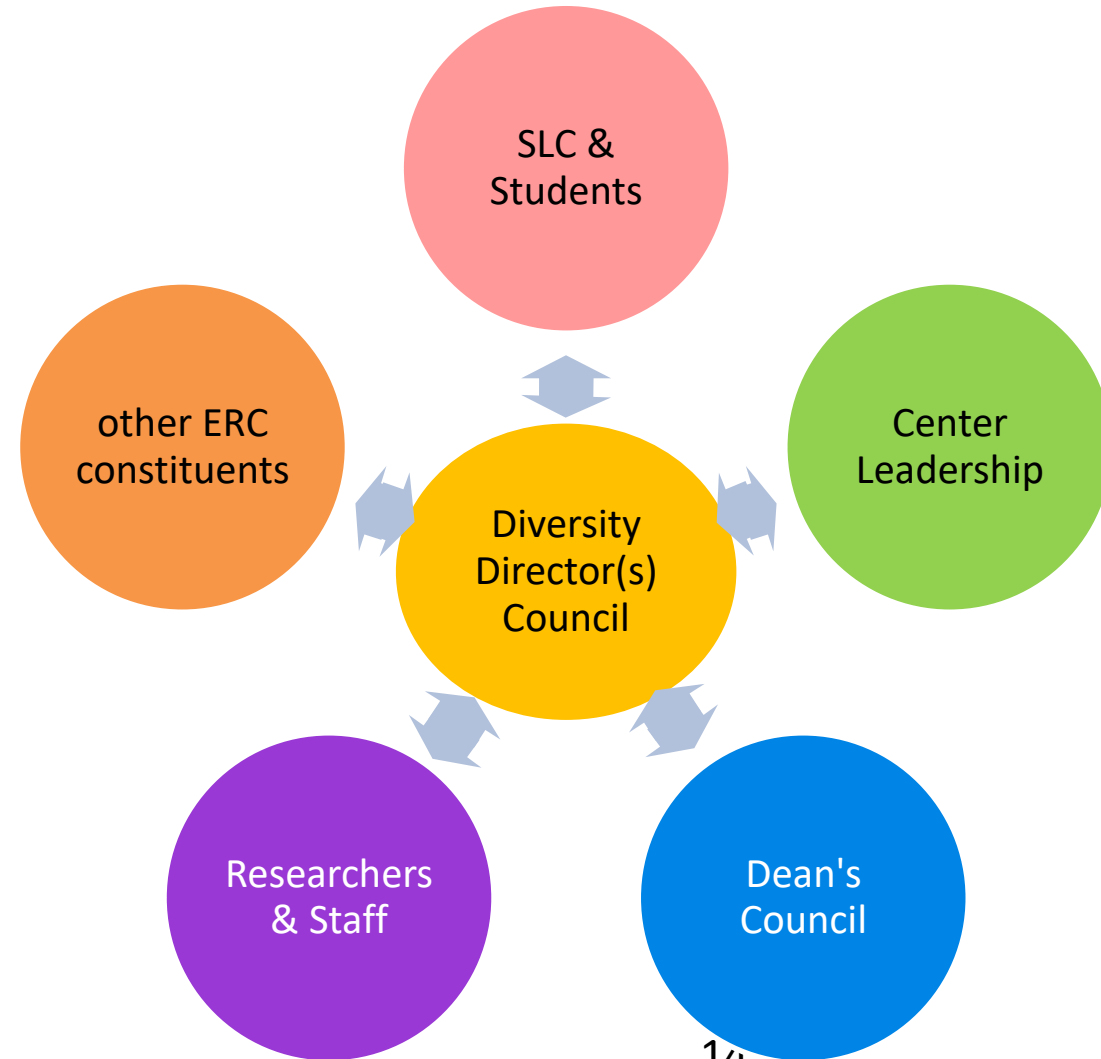 SLC &
Students
other ERC
constituents
Center
Leadership
Diversity
Director(s)
Council
Researchers
& Staff
Dean's
Council